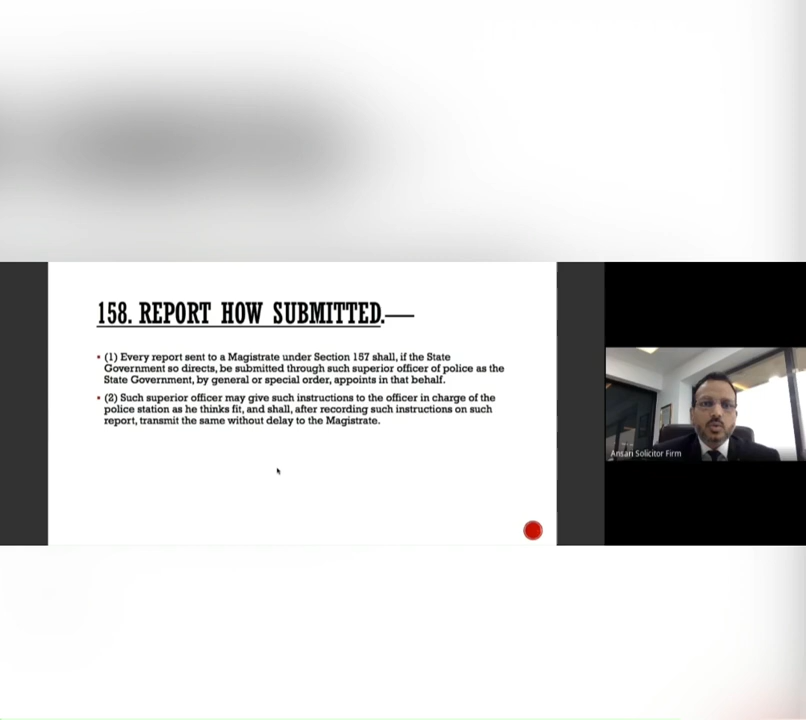 158. REPORT HOW SUBMITTED.—
• (1) Every report sent to a Magistrate under Section 157 shall, if the State
Government so directs, be submitted through such superior officer of police as the
State Government, by general or special order, appoints in that behalf.
• (2) Such superior officer may give such instructions to the officer in charge of the
police station as he thinks fit, and shall, after recording such instructions on such
report, transmit the same without delay to the Magistrate.
Ansari Solicitor Firm